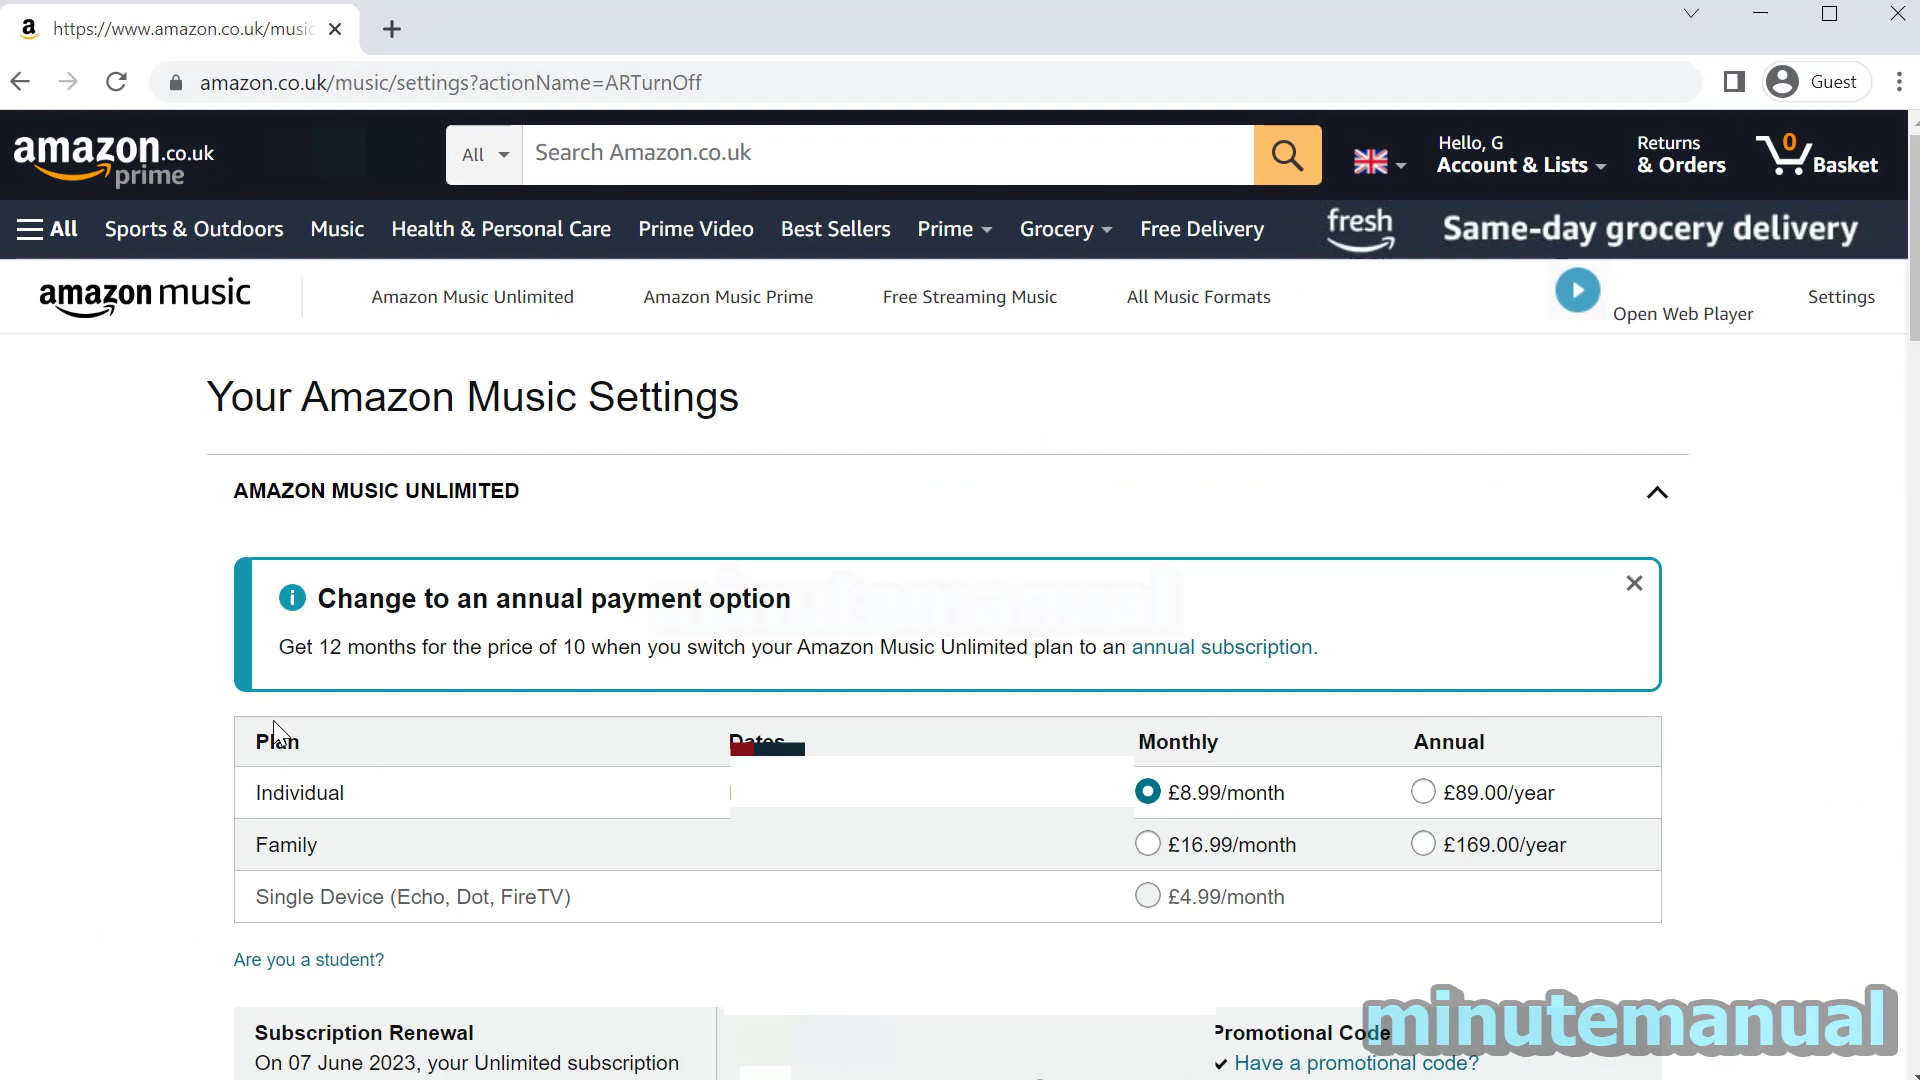 https://www.amazon.co.uk/music
amazon.co.uk/music/settings?actionName=ARTurnOff
Guest
amazon.co.uk
prime
All
Search Amazon.co.uk
Hello, G
Account & Lists
Returns
& Orders
0
Basket
All
Sports & Outdoors
Music
Health & Personal Care
Prime Video
Best Sellers
Prime
Grocery
Free Delivery
fresh
Same-day grocery delivery
amazon music
Amazon Music Unlimited
Amazon Music Prime
Free Streaming Music
All Music Formats
Open Web Player
Settings
Your Amazon Music Settings
AMAZON MUSIC UNLIMITED
Change to an annual payment option
Get 12 months for the price of 10 when you switch your Amazon Music Unlimited plan to an annual subscription.
minutemanual
Plan
Dates
Monthly
Annual
Individual
£8.99/month
£89.00/year
Family
£16.99/month
£169.00/year
Single Device (Echo, Dot, FireTV)
£4.99/month
Are you a student?
Subscription Renewal
On 07 June 2023, your Unlimited subscription
Promotional Code
Have a promotional code?
minutemanual